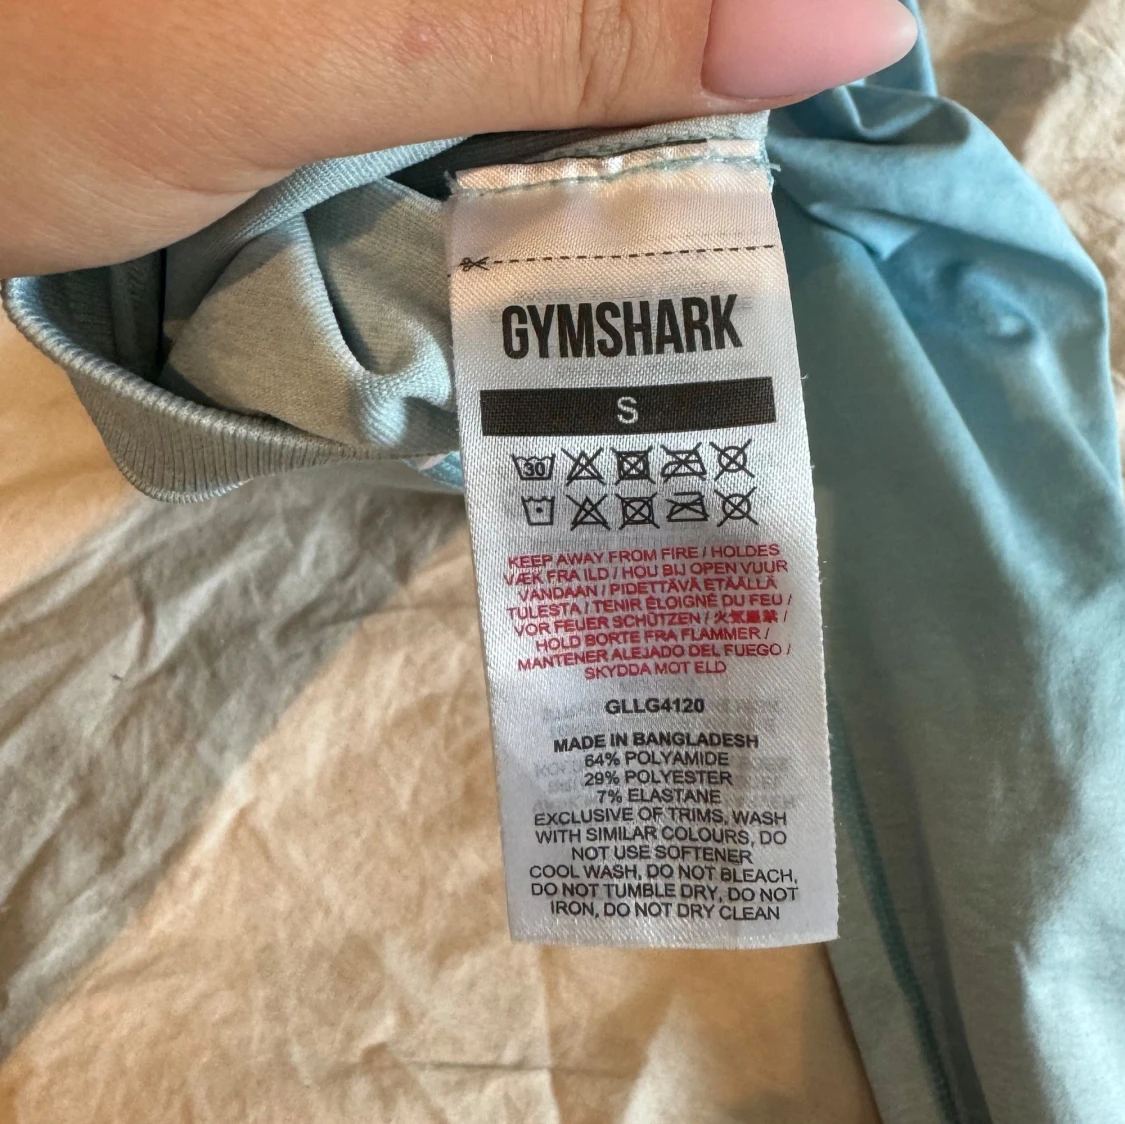 GYMSHARK
S
30
KEEP AWAY FROM FIRE / HOLDES
VÆK FRA ILD / HOU BIJ OPEN VUUR
VANDAAN / PIDETTÄVÄ ETÄÄLLÄ
TULESTA / TENIR ÉLOIGNÉ DU FEU /
VOR FEUER SCHÜTZEN / 火気厳禁 /
HOLD BORTE FRA FLAMMER /
MANTENER ALEJADO DEL FUEGO /
SKYDDA MOT ELD
GLLG4120
MADE IN BANGLADESH
64% POLYAMIDE
29% POLYESTER
7% ELASTANE
EXCLUSIVE OF TRIMS, WASH
WITH SIMILAR COLOURS, DO
NOT USE SOFTENER
COOL WASH, DO NOT BLEACH,
DO NOT TUMBLE DRY, DO NOT
IRON, DO NOT DRY CLEAN